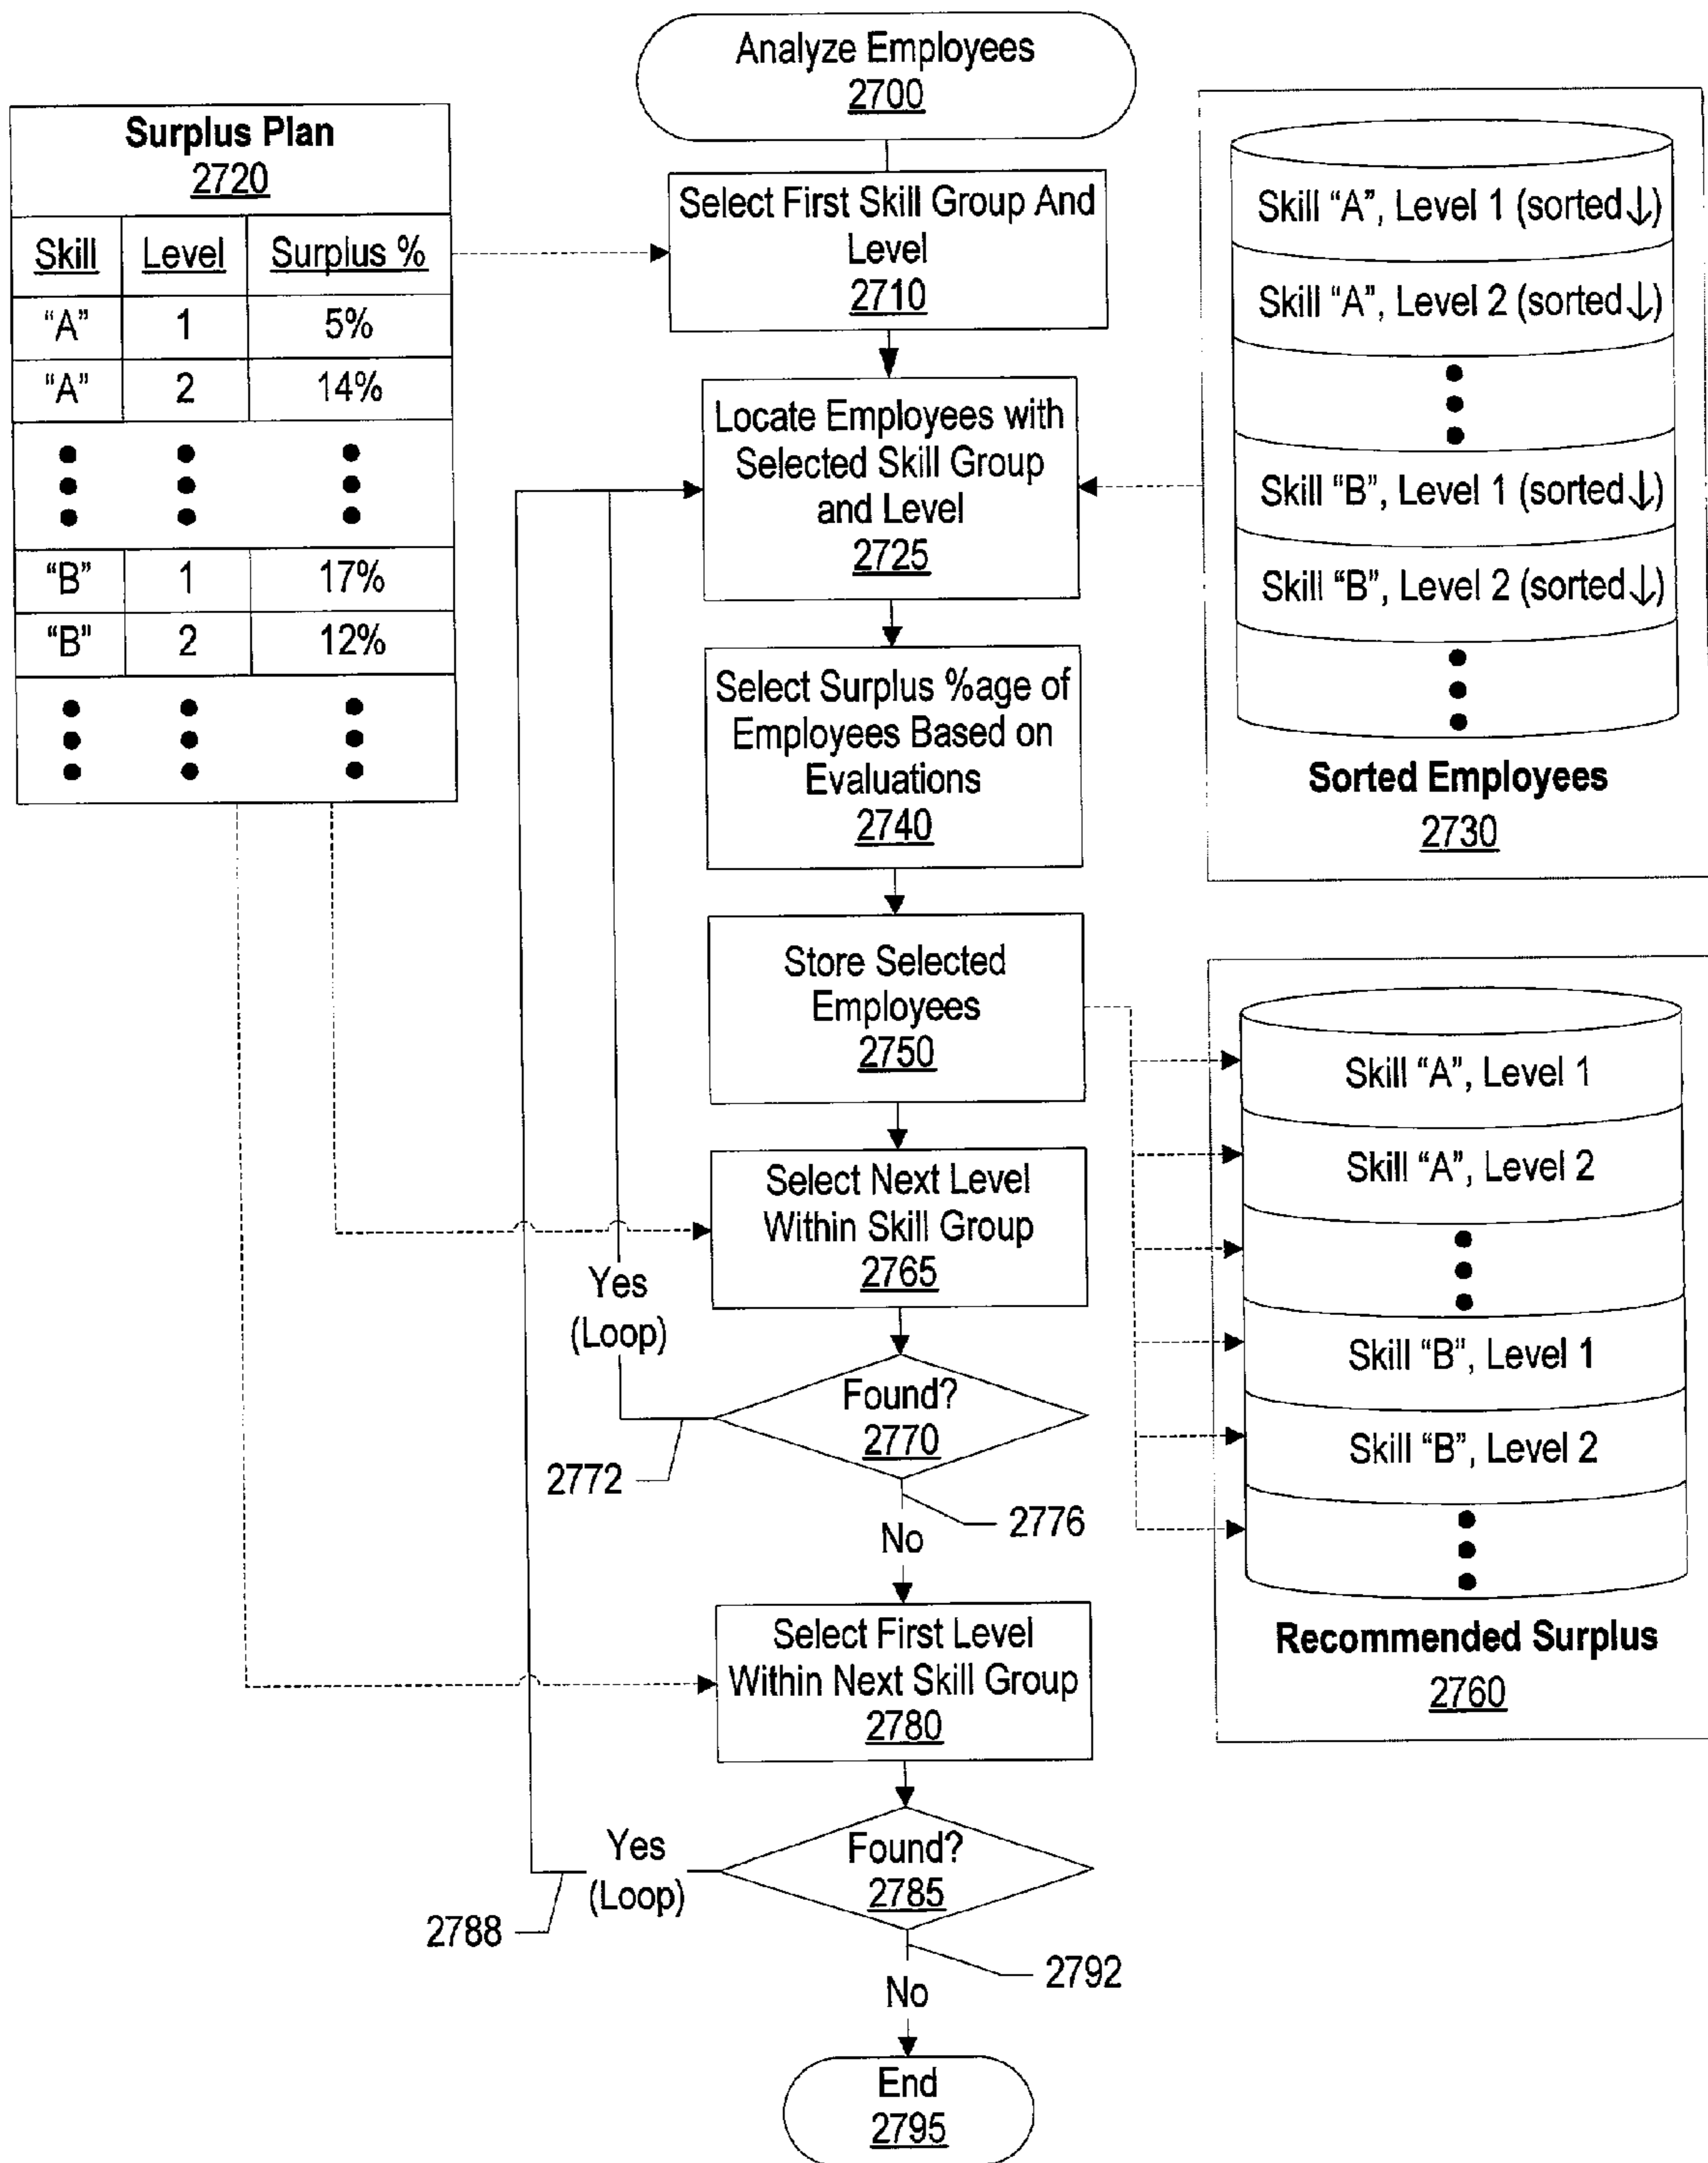 Analyze Employees
2700
Surplus Plan
2720
Skill Level Surplus %
"A" 1 5%
"A" 2 14%
"B" 1 17%
"B" 2 12%
Select First Skill Group And
Level
2710
Locate Employees with
Selected Skill Group
and Level
2725
Select Surplus %age of
Employees Based on
Evaluations
2740
Store Selected
Employees
2750
Select Next Level
Within Skill Group
2765
Yes
(Loop)
Found?
2770
2772
2776
No
Select First Level
Within Next Skill Group
2780
Yes
(Loop)
Found?
2785
2788
2792
No
End
2795
Skill "A", Level 1 (sorted↓)
Skill "A", Level 2 (sorted↓)
Skill "B", Level 1 (sorted↓)
Skill "B", Level 2 (sorted↓)
Sorted Employees
2730
Skill "A", Level 1
Skill "A", Level 2
Skill "B", Level 1
Skill "B", Level 2
Recommended Surplus
2760